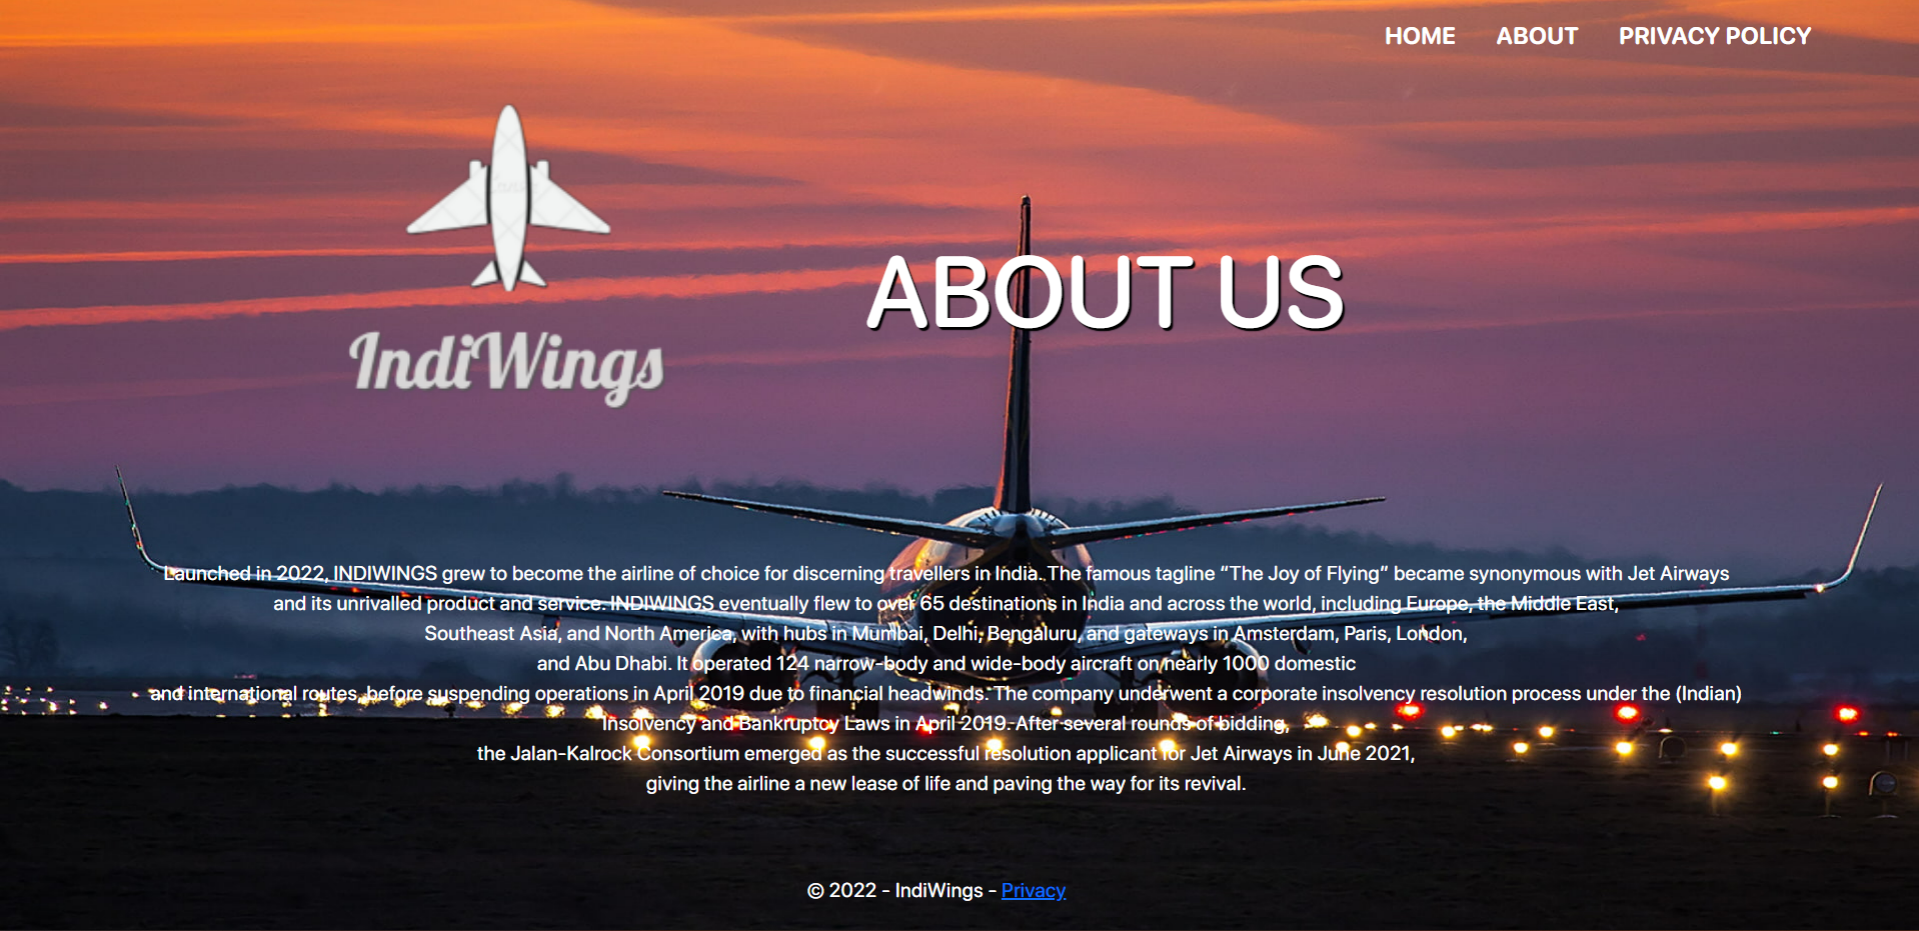 HOME ABOUT PRIVACY POLICY
IndiWings
ABOUT US
Launched in 2022, INDIWINGS grew to become the airline of choice for discerning travellers in India. The famous tagline “The Joy of Flying” became synonymous with Jet Airways
and its unrivalled product and service. INDIWINGS eventually flew to over 65 destinations in India and across the world, including Europe, the Middle East,
Southeast Asia, and North America, with hubs in Mumbai, Delhi, Bengaluru, and gateways in Amsterdam, Paris, London,
and Abu Dhabi. It operated 124 narrow-body and wide-body aircraft on nearly 1000 domestic
and international routes, before suspending operations in April 2019 due to financial headwinds. The company underwent a corporate insolvency resolution process under the (Indian)
Insolvency and Bankruptcy Laws in April 2019. After several rounds of bidding,
the Jalan-Kalrock Consortium emerged as the successful resolution applicant for Jet Airways in June 2021,
giving the airline a new lease of life and paving the way for its revival.
© 2022 - IndiWings - Privacy